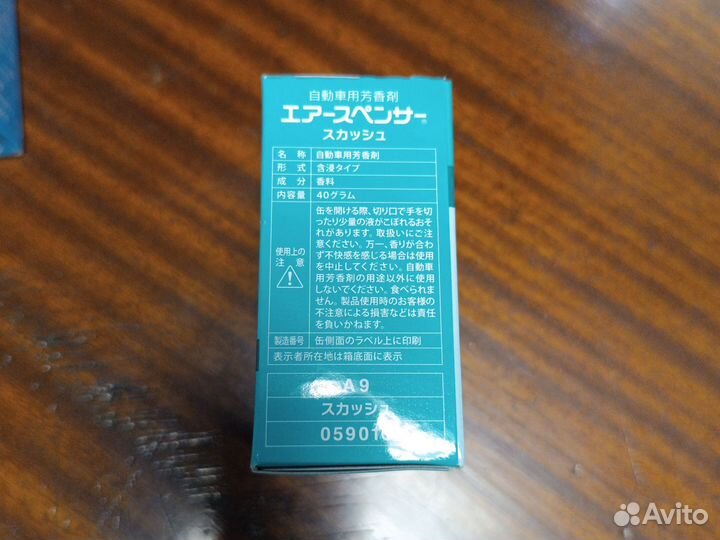 自動車用芳香剤
エアースペンサー®
スカッシュ
名 称 自動車用芳香剤
形 式 含浸タイプ
成 分 香料
内容量 40グラム
使用上の
注 意
缶を開ける際、切り口で手を切
ったり少量の液がこぼれるおそ
れがあります。取扱いにご注
意ください。万一、香りが合わ
ず不快感を感じる場合は使用
を中止してください。自動車
用芳香剤の用途以外に使用
しないでください。食べられま
せん。製品使用時のお客様の
不注意による損害などは責任
を負いかねます。
製造番号 缶側面のラベル上に印刷
表示者所在地は箱底面に表示
A9
スカッシュ
05901
Avito